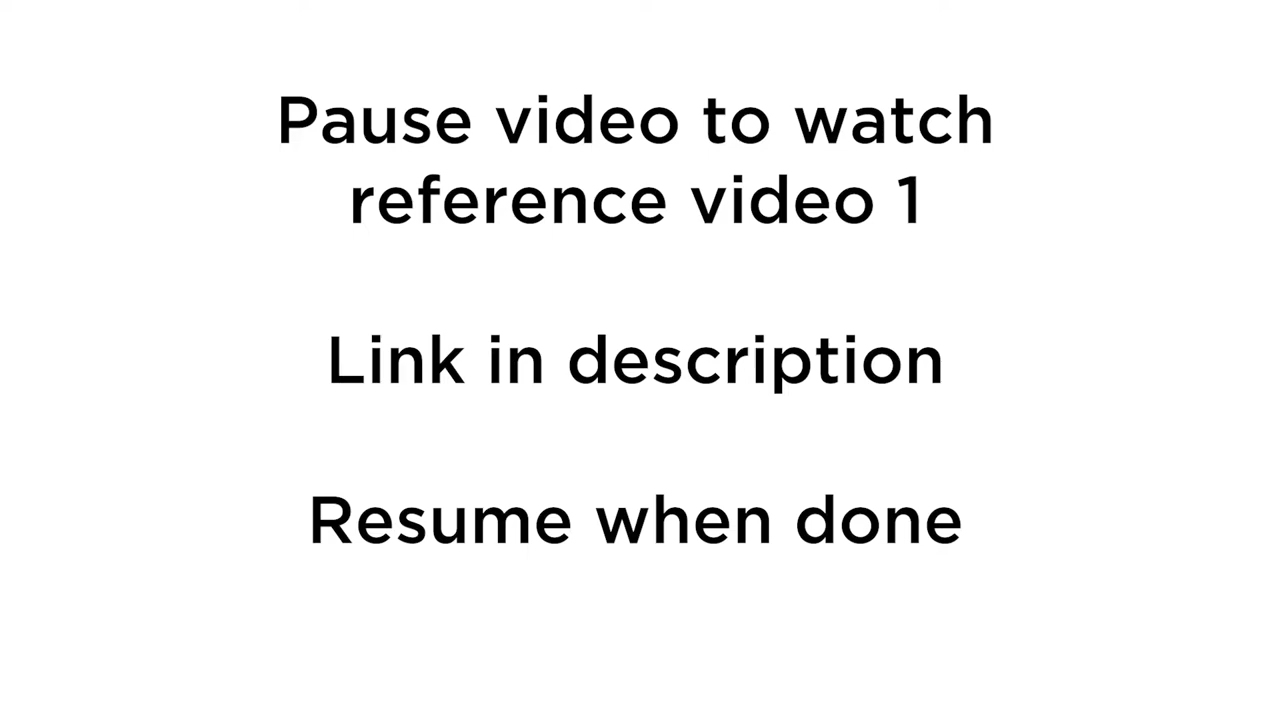 Pause video to watch
reference video 1
Link in description
Resume when done